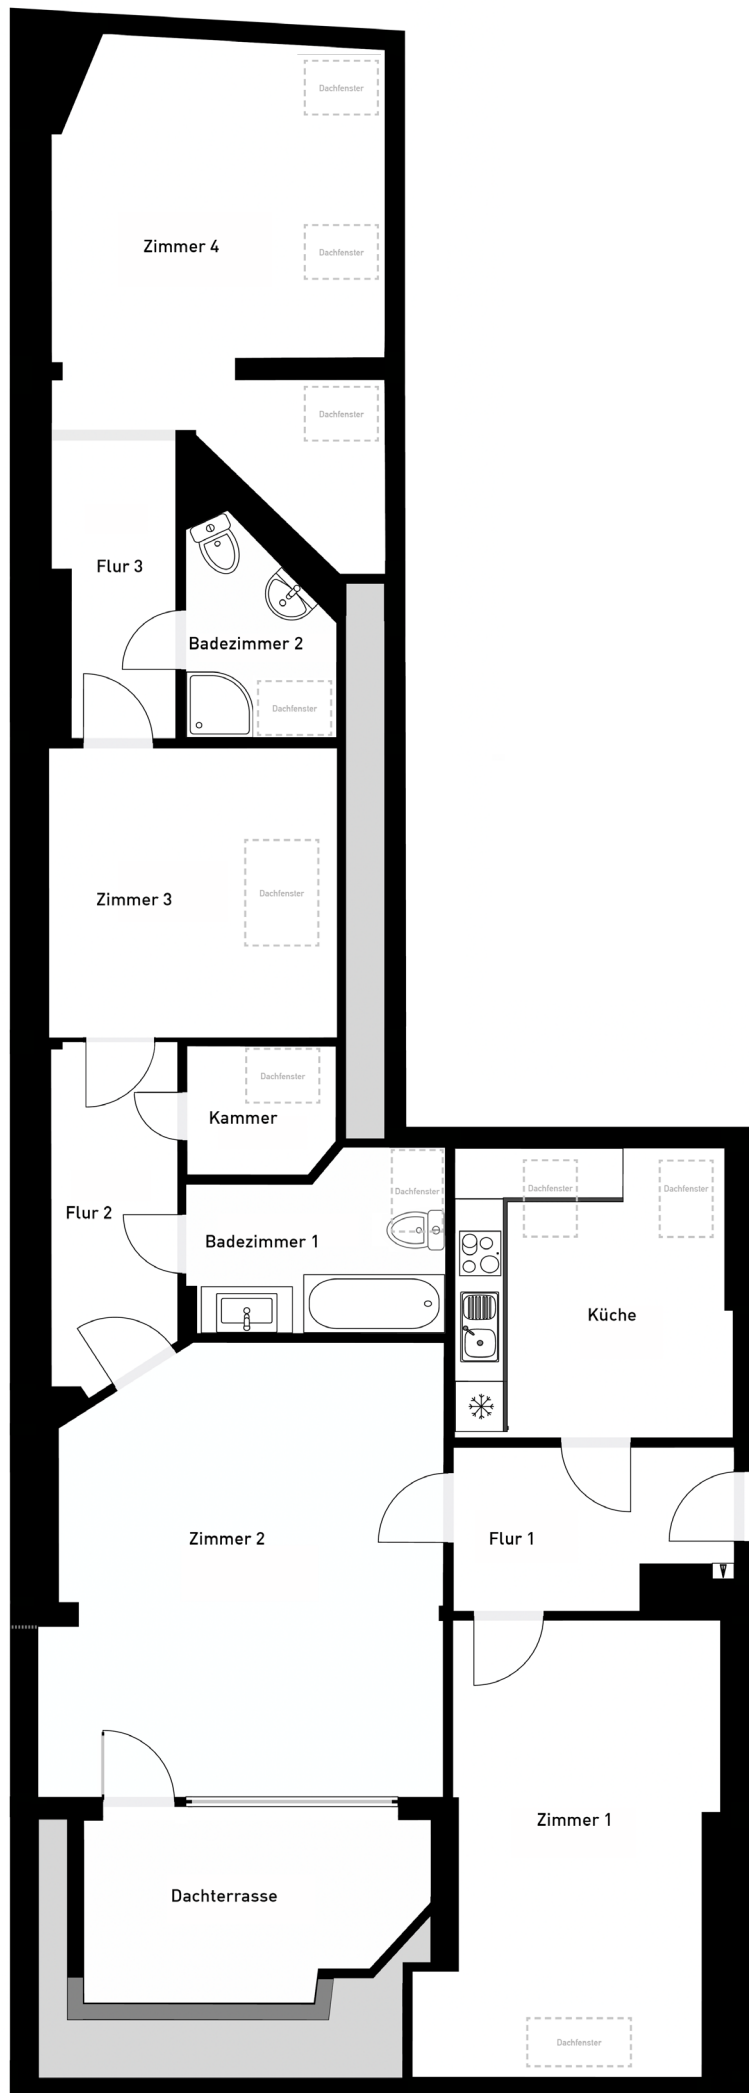 Dachfenster
Zimmer 4
Dachfenster
Dachfenster
Flur 3
Badezimmer 2
Dachfenster
Zimmer 3
Dachfenster
Dachfenster
Kammer
Flur 2
Dachfenster
Badezimmer 1
Dachfenster
Dachfenster
Küche
Zimmer 2
Flur 1
Zimmer 1
Dachterrasse
Dachfenster